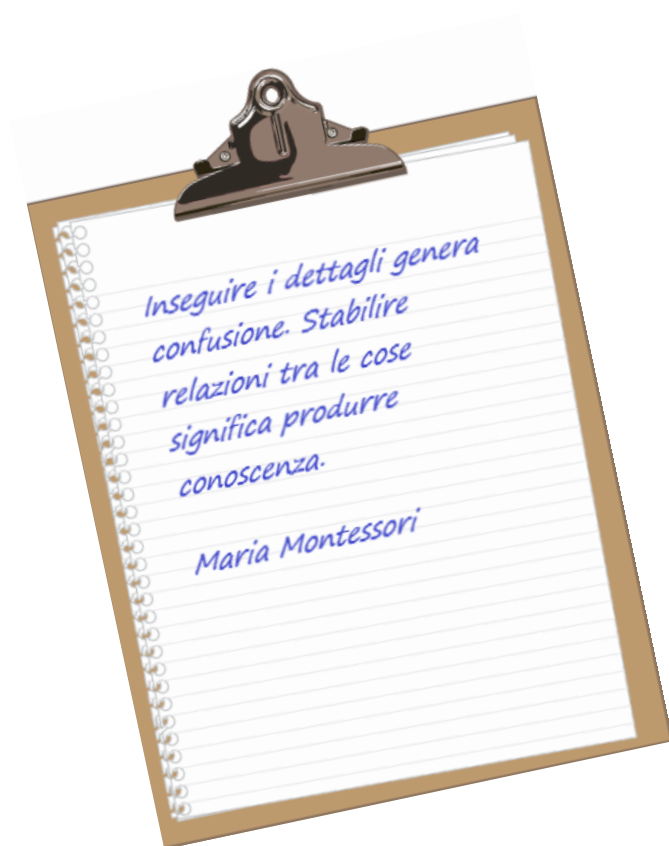 Inseguire i dettagli genera
confusione. Stabilire
relazioni tra le cose
significa produrre
conoscenza.
Maria Montessori